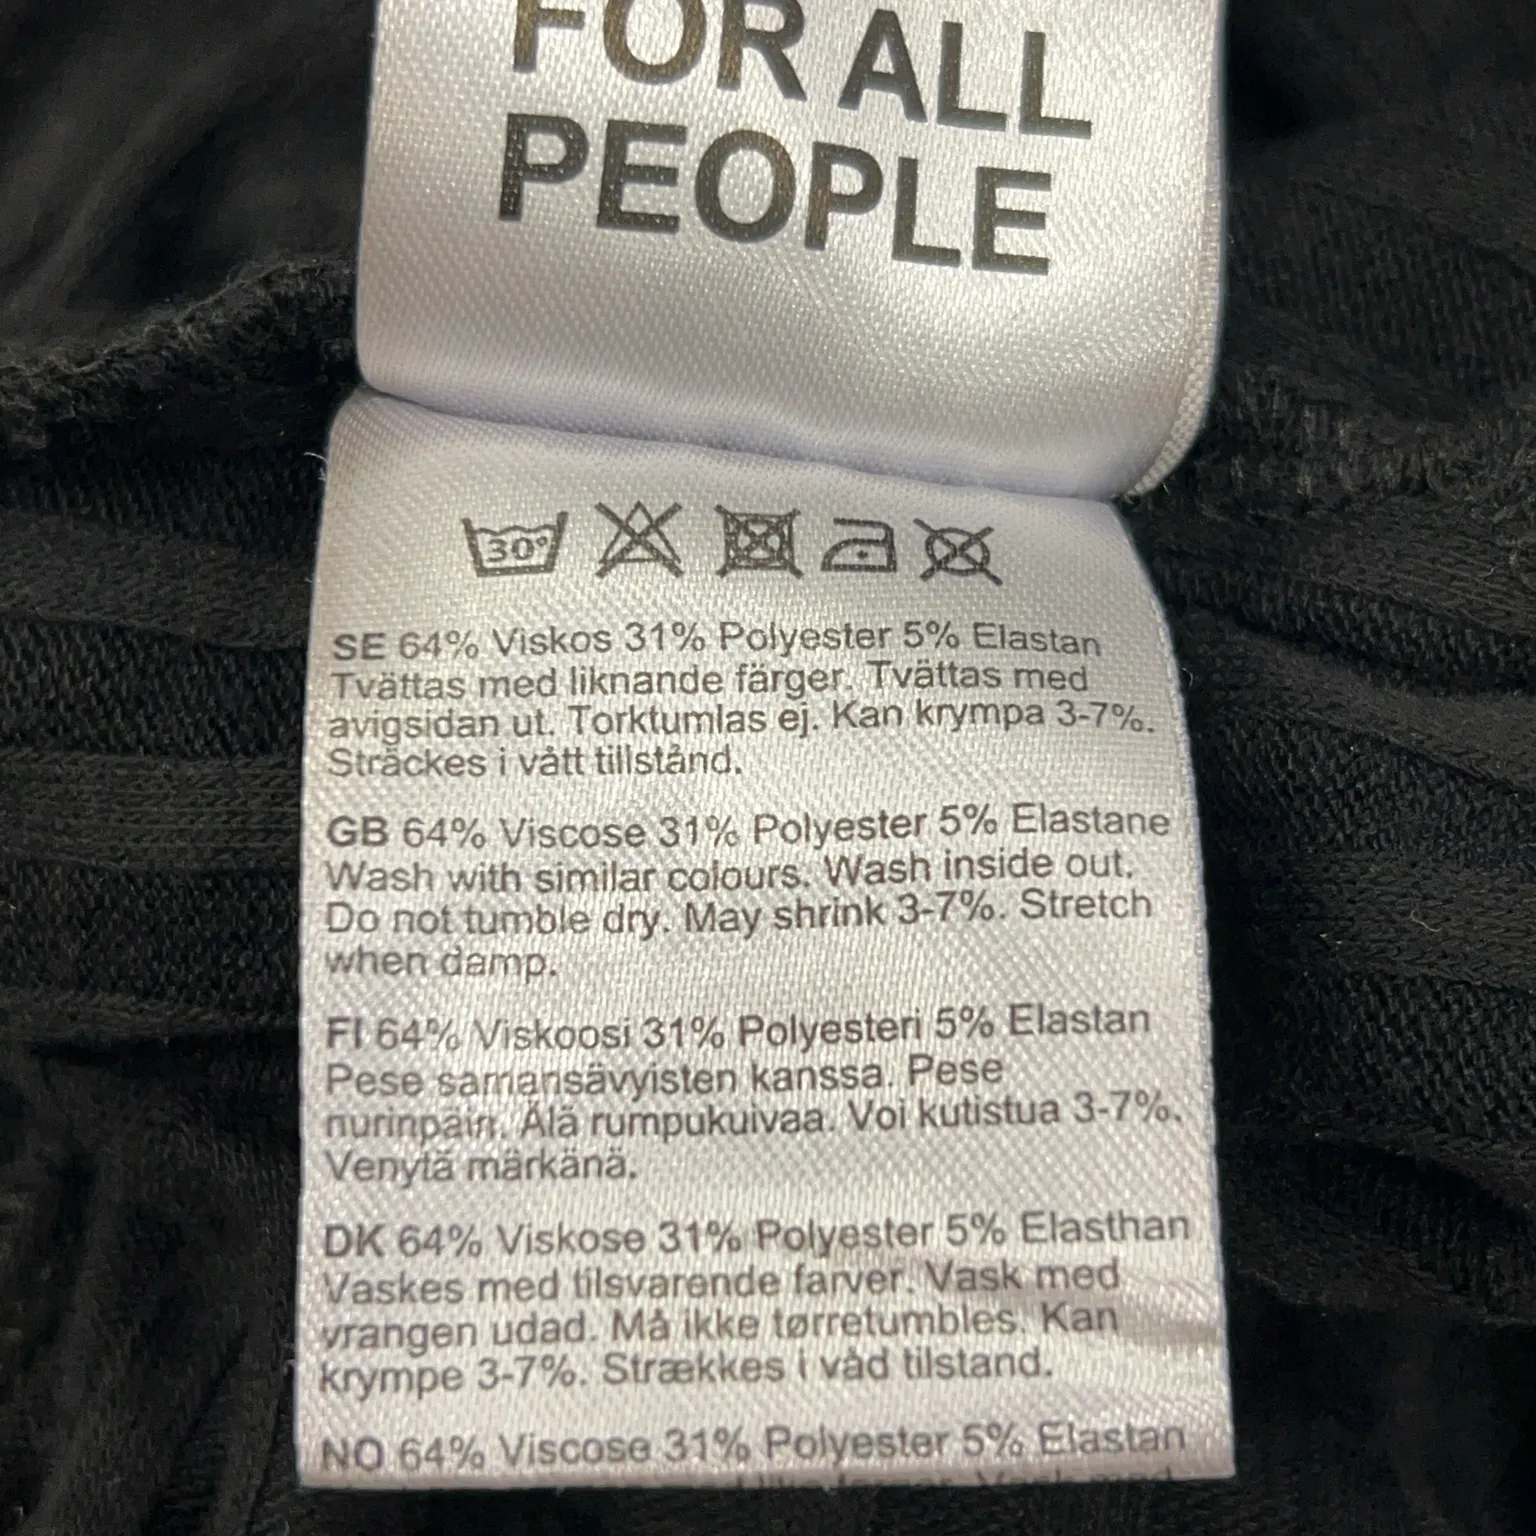 FOR ALL
PEOPLE
30°
SE 64% Viskos 31% Polyester 5% Elastan
Tvättas med liknande färger. Tvättas med
avigsidan ut. Torktumlas ej. Kan krympa 3-7%.
Sträckes i vått tillstånd.
GB 64% Viscose 31% Polyester 5% Elastane
Wash with similar colours. Wash inside out.
Do not tumble dry. May shrink 3-7%. Stretch
when damp.
FI 64% Viskoosi 31% Polyesteri 5% Elastan
Pese samansävyisten kanssa. Pese
nurinpäin. Älä rumpukuivaa. Voi kutistua 3-7%.
Venytä märkänä.
DK 64% Viskose 31% Polyester 5% Elasthan
Vaskes med tilsvarende farver. Vask med
vrangen udad. Må ikke tørretumbles. Kan
krympe 3-7%. Strækkes i våd tilstand.
NO 64% Viscose 31% Polyester 5% Elastan